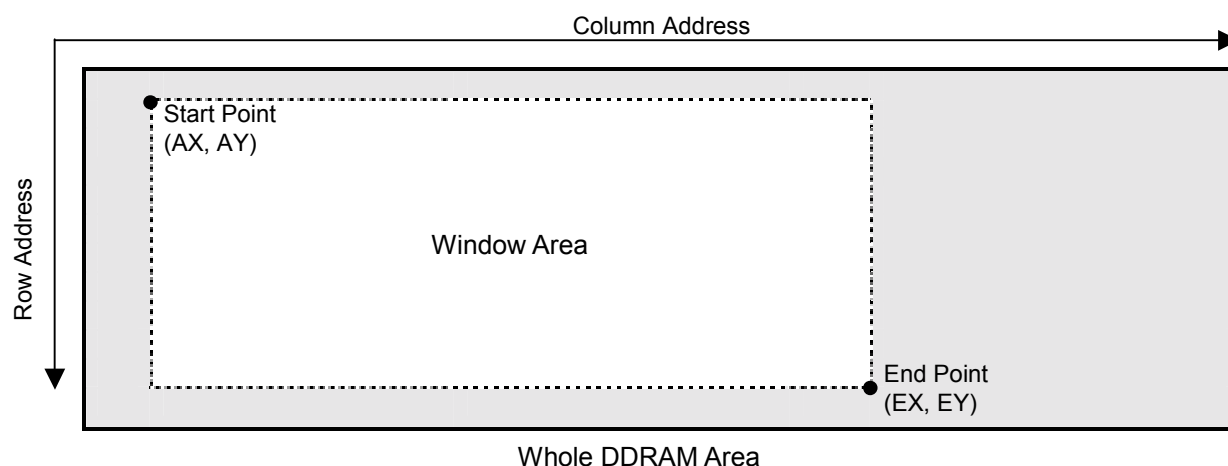 Column Address
Start Point
(AX, AY)
Row Address
Window Area
End Point
(EX, EY)
Whole DDRAM Area